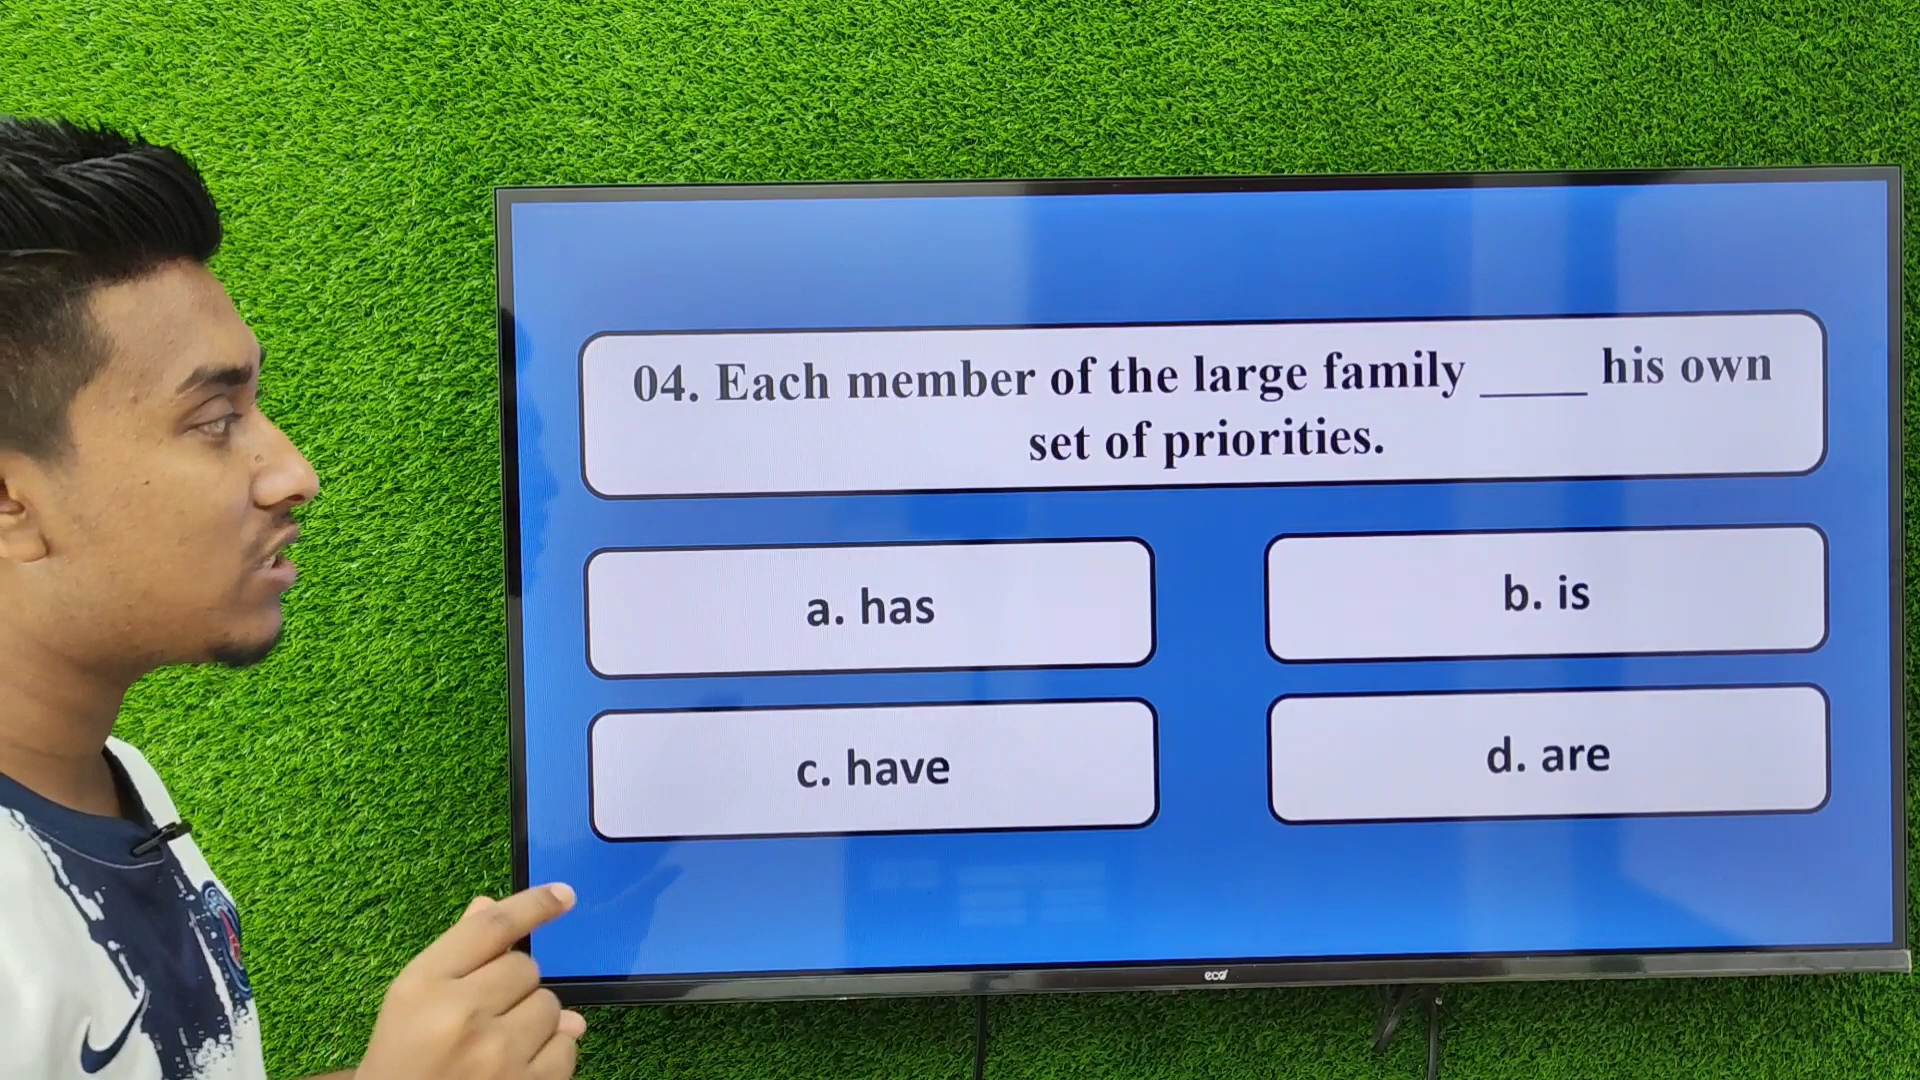 04. Each member of the large family ____ his own
set of priorities.
a. has
b. is
c. have
d. are
eco